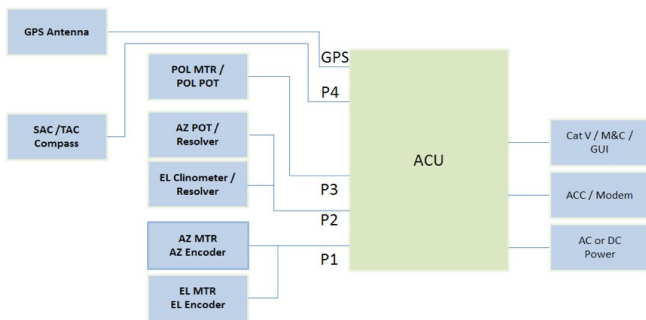 GPS Antenna
GPS
POL MTR /
POL POT
P4
SAC /TAC
Compass
AZ POT /
Resolver
Cat V / M&C /
GUI
ACU
EL Clinometer /
Resolver
P3
ACC / Modem
P2
AZ MTR
AZ Encoder
AC or DC
Power
P1
EL MTR
EL Encoder